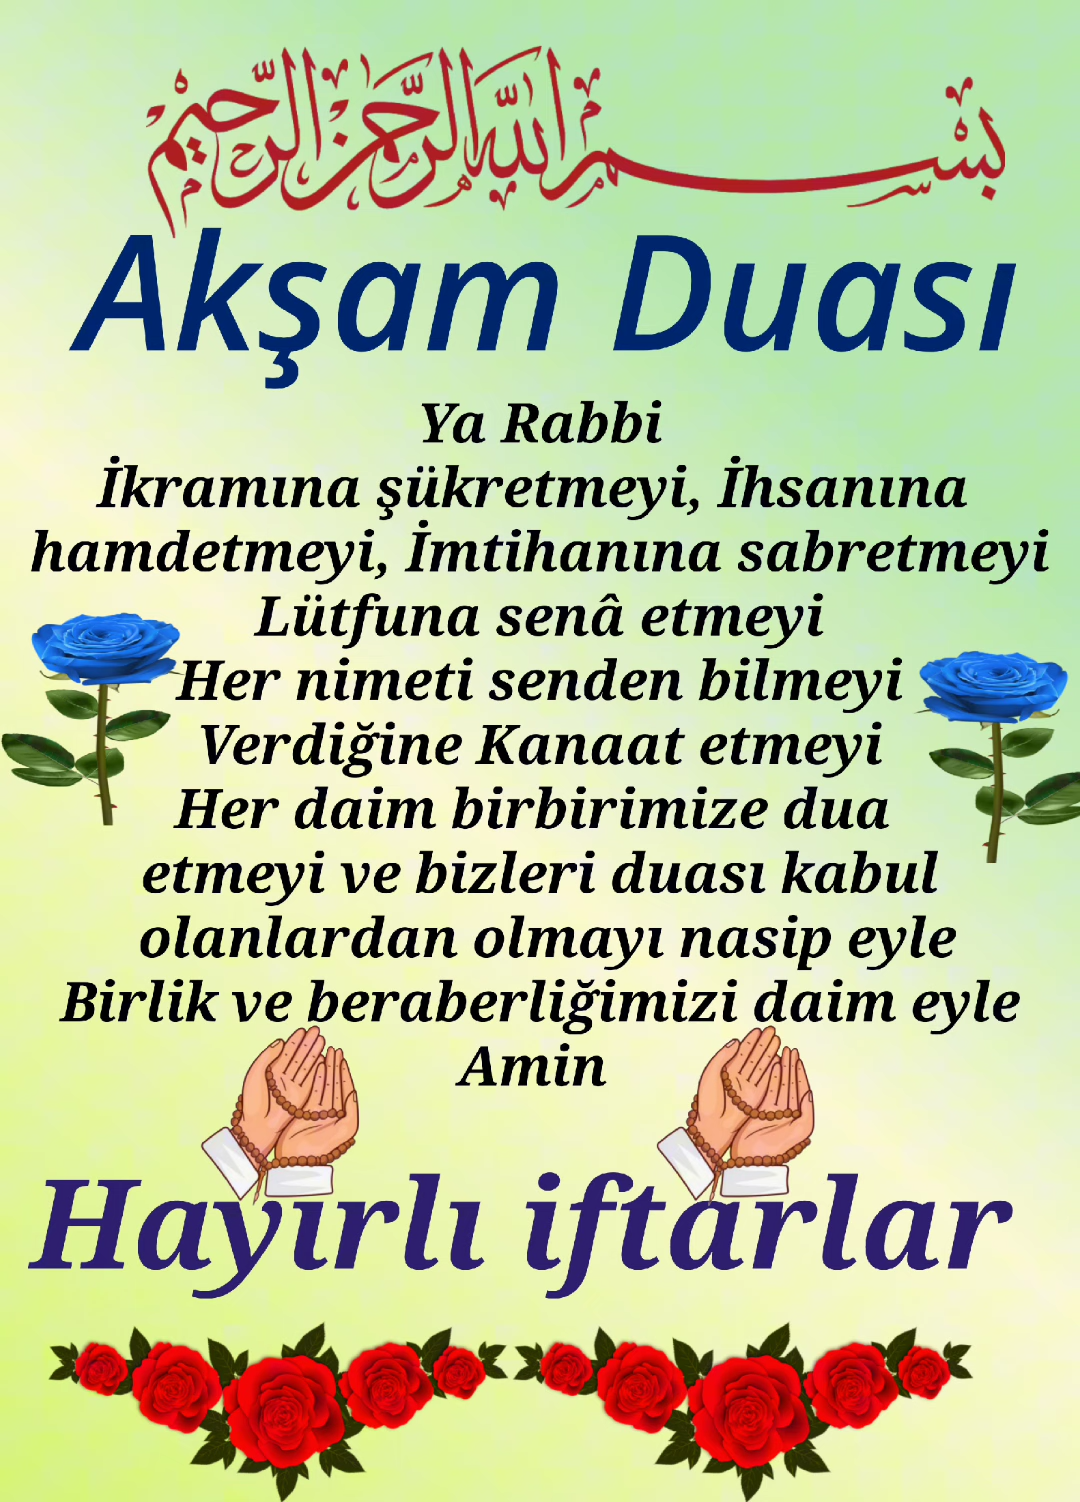 بسم الله الرحمن الرحيم
Akşam Duası
Ya Rabbi
İkramına şükretmeyi, İhsanına
hamdetmeyi, İmtihanına sabretmeyi
Lütfuna senâ etmeyi
Her nimeti senden bilmeyi
Verdiğine Kanaat etmeyi
Her daim birbirimize dua
etmeyi ve bizleri duası kabul
olanlardan olmayı nasip eyle
Birlik ve beraberliğimizi daim eyle
Amin
Hayırlı iftarlar